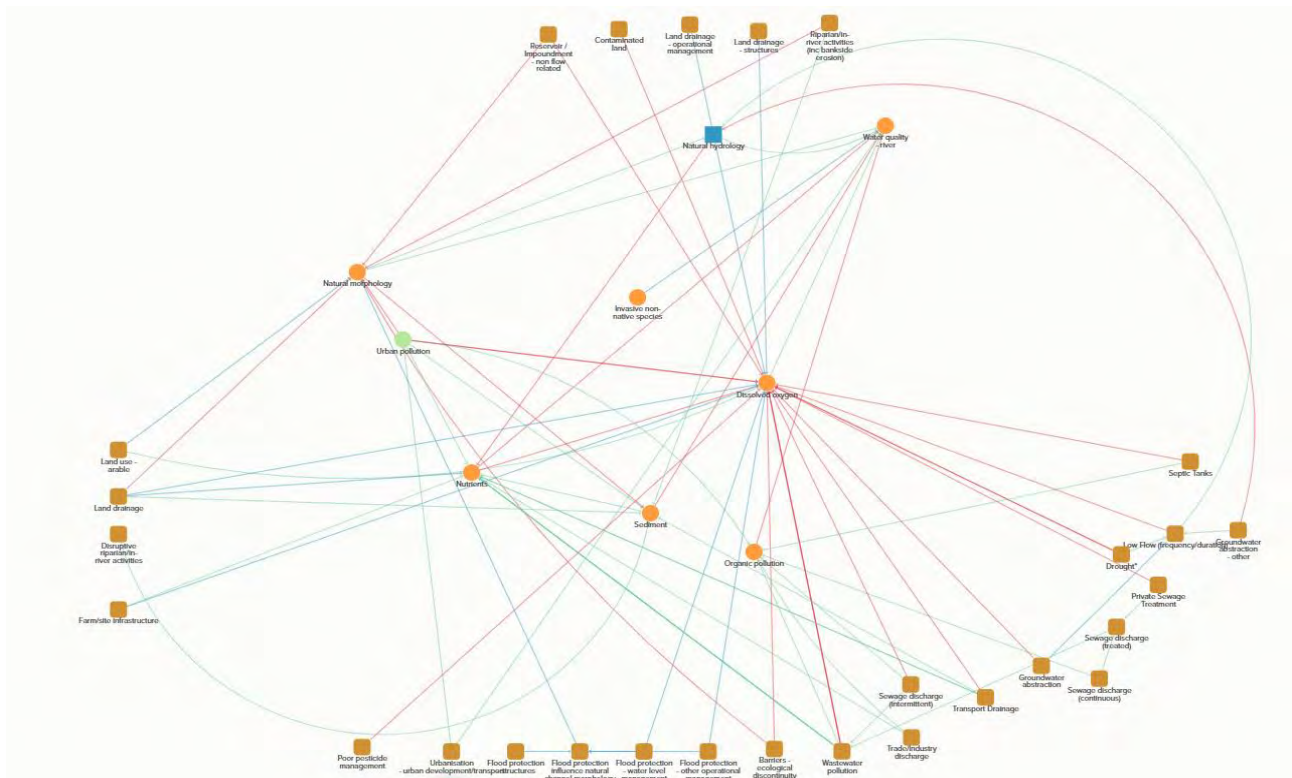 Reservoir /
Impoundment
- non flow
related
Contaminated
land
Land drainage
- operational
management
Land drainage
- structures
Riparian/in-
river activities
(inc bankside
erosion)
Natural hydrology
Water quality
- river
Natural morphology
Invasive non-
native species
Urban pollution
Dissolved oxygen
Land use -
arable
Nutrients
Septic Tanks
Land drainage
Sediment
Disruptive
riparian/in-
river activities
Low Flow (frequency/duration)
Groundwater
abstraction
- other
Organic pollution
Drought*
Private Sewage
Treatment
Farm/site infrastructure
Sewage discharge
(treated)
Groundwater
abstraction
Sewage discharge
(continuous)
Sewage discharge
(intermittent)
Transport Drainage
Trade/Industry
discharge
Poor pesticide
management
Urbanisation
- urban development/transport
Flood protection
structures
Flood protection
influence natural
channel morphology
Flood protection
- water level
management
Flood protection
- other operational
management
Barriers -
ecological
discontinuity
Wastewater
pollution